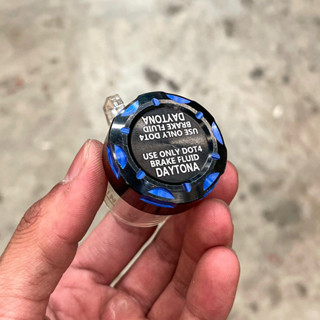 USE ONLY DOT4
BRAKE FLUID
DAYTONA
USE ONLY DOT4
BRAKE FLUID
DAYTONA